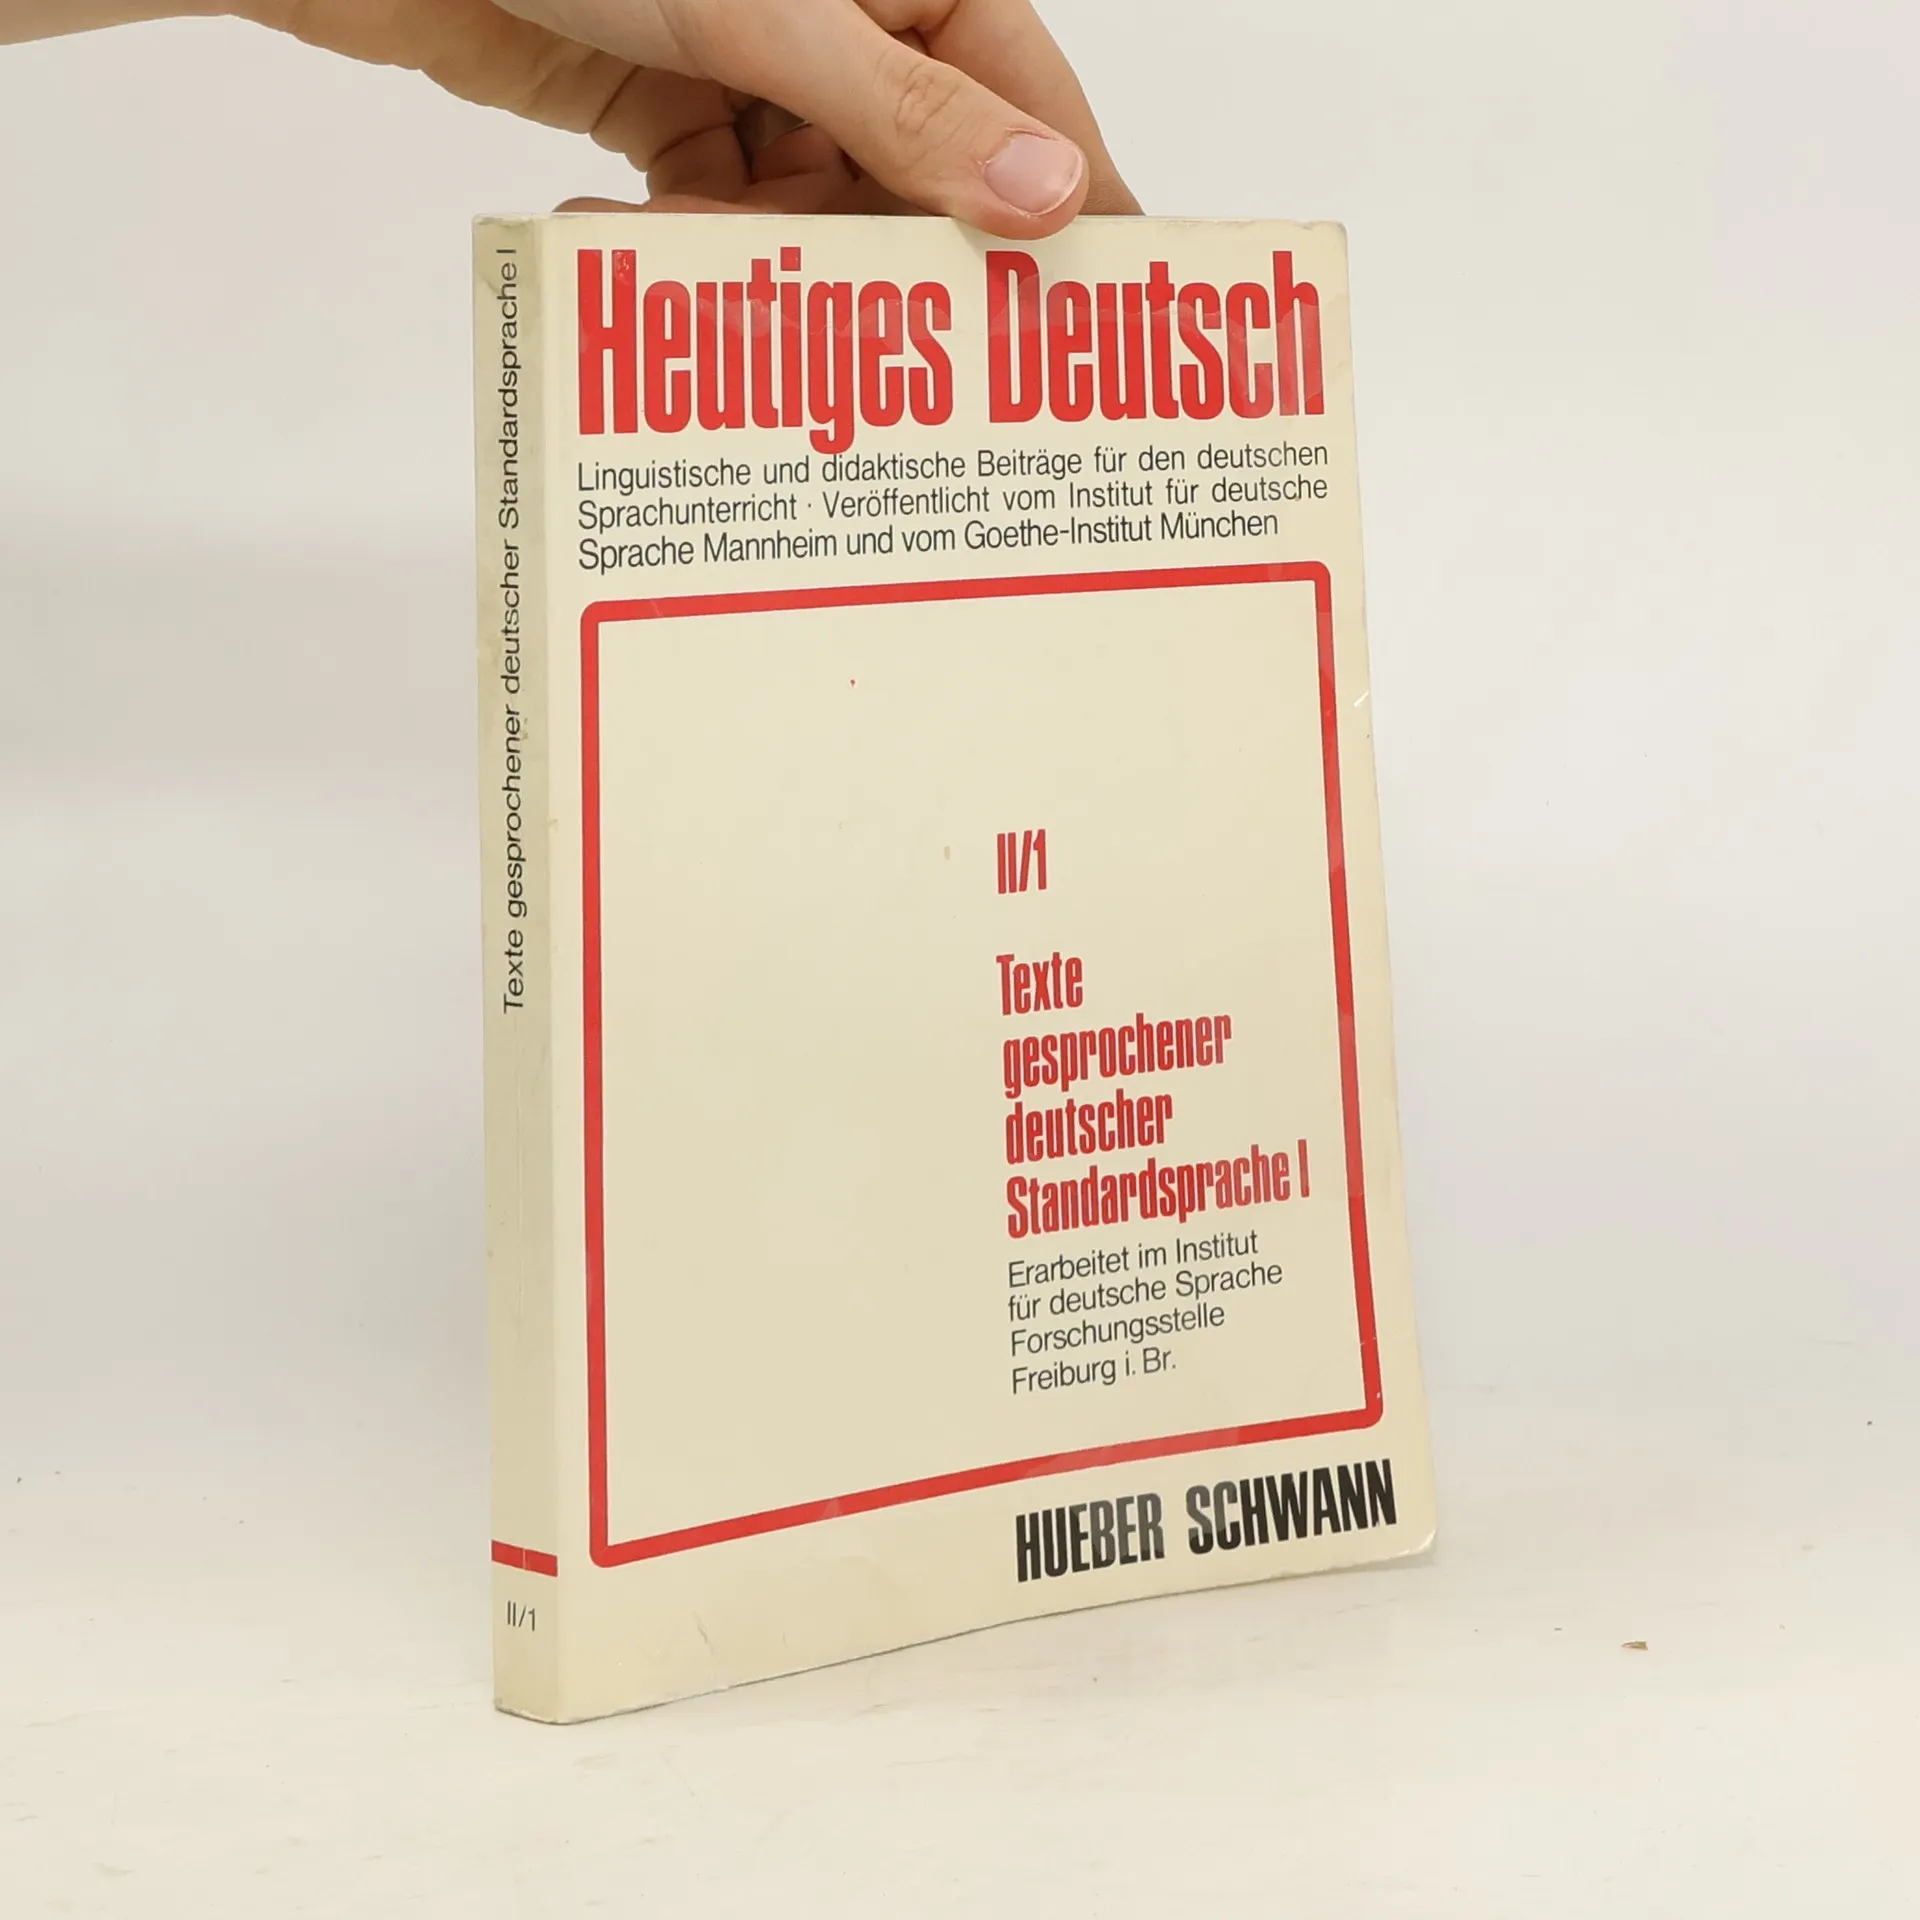 Texte gesprochener deutscher Standardsprache I
II/1
Heutiges Deutsch
Linguistische und didaktische Beiträge für den deutschen
Sprachunterricht · Veröffentlicht vom Institut für deutsche
Sprache Mannheim und vom Goethe-Institut München
II/1
Texte
gesprochener
deutscher
Standardsprache I
Erarbeitet im Institut
für deutsche Sprache
Forschungsstelle
Freiburg i. Br.
HUEBER SCHWANN